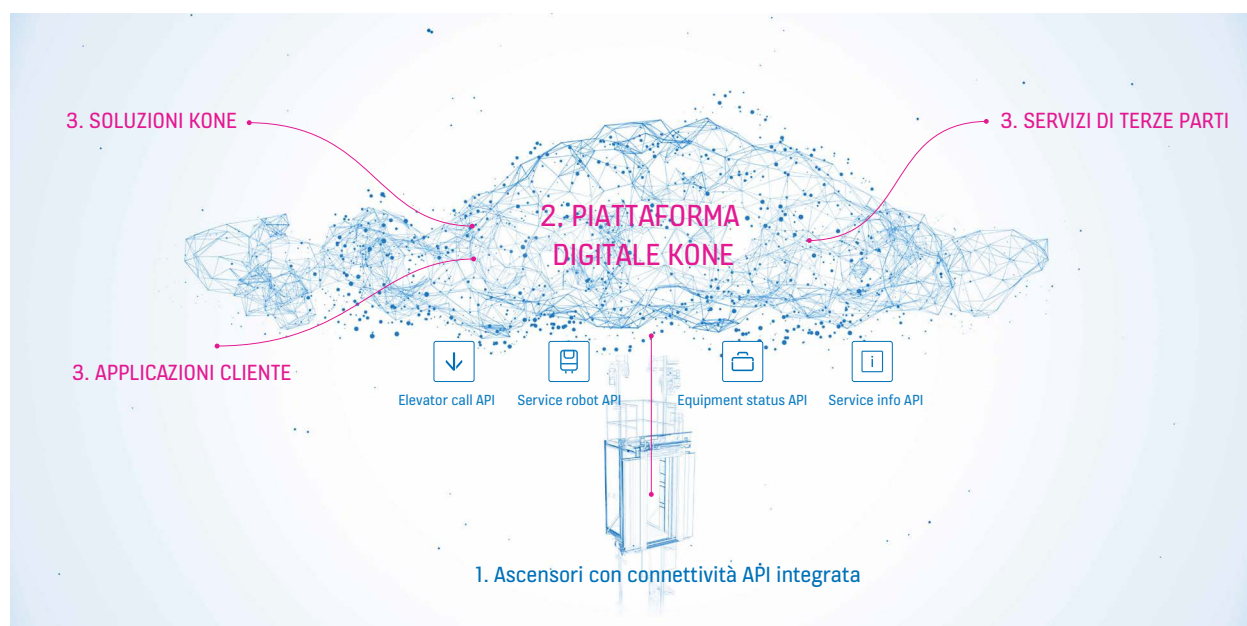 3. SOLUZIONI KONE
3. SERVIZI DI TERZE PARTI
2. PIATTAFORMA
DIGITALE KONE
3. APPLICAZIONI CLIENTE
Elevator call API
Service robot API
Equipment status API
Service info API
1. Ascensori con connettività API integrata